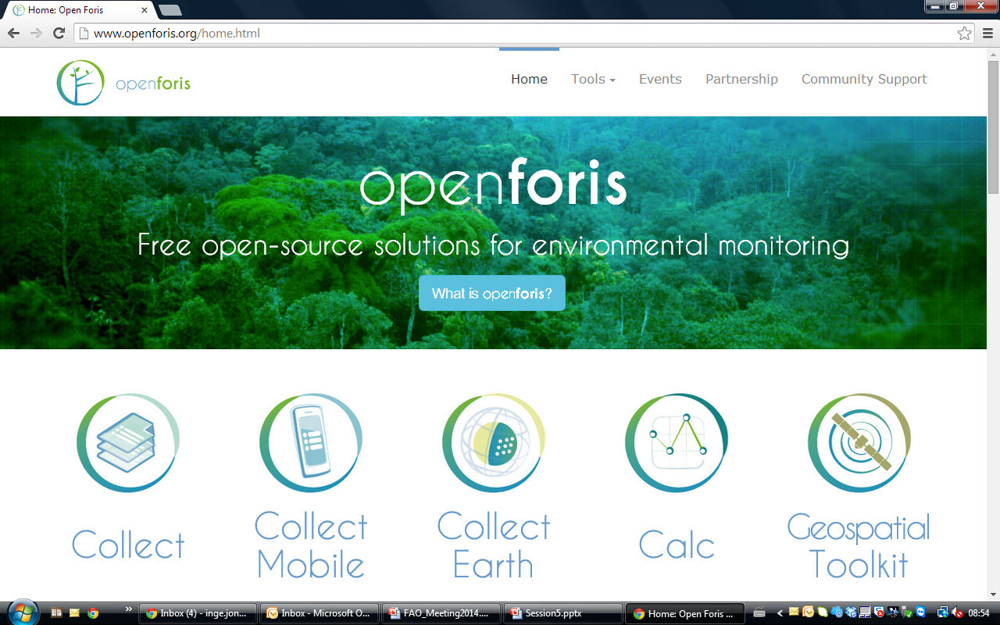 Home: Open Foris
www.openforis.org/home.html
openforis
Home Tools Events Partnership Community Support
openforis
Free open-source solutions for environmental monitoring
What is openforis?
Collect
Collect Mobile
Collect Earth
Calc
Geospatial Toolkit
Inbox (4) - inge.jon... Inbox - Microsoft O... FAO_Meeting2014.... Session5.pptx Home: Open Foris ... 08:54